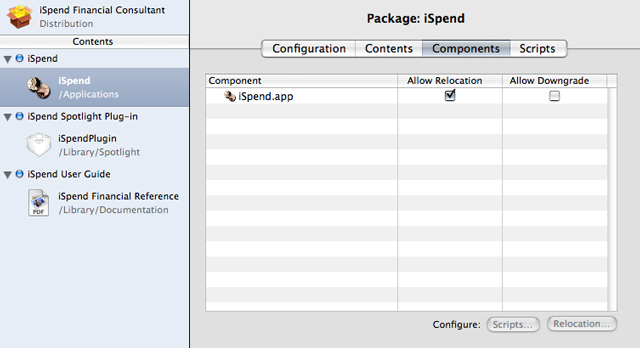 iSpend Financial Consultant
Distribution
Contents
iSpend
iSpend
/Applications
iSpend Spotlight Plug-in
iSpendPlugin
/Library/Spotlight
iSpend User Guide
iSpend Financial Reference
/Library/Documentation
PDF
Package: iSpend
Configuration Contents Components Scripts
Component Allow Relocation Allow Downgrade
iSpend.app
Configure: Scripts... Relocation...